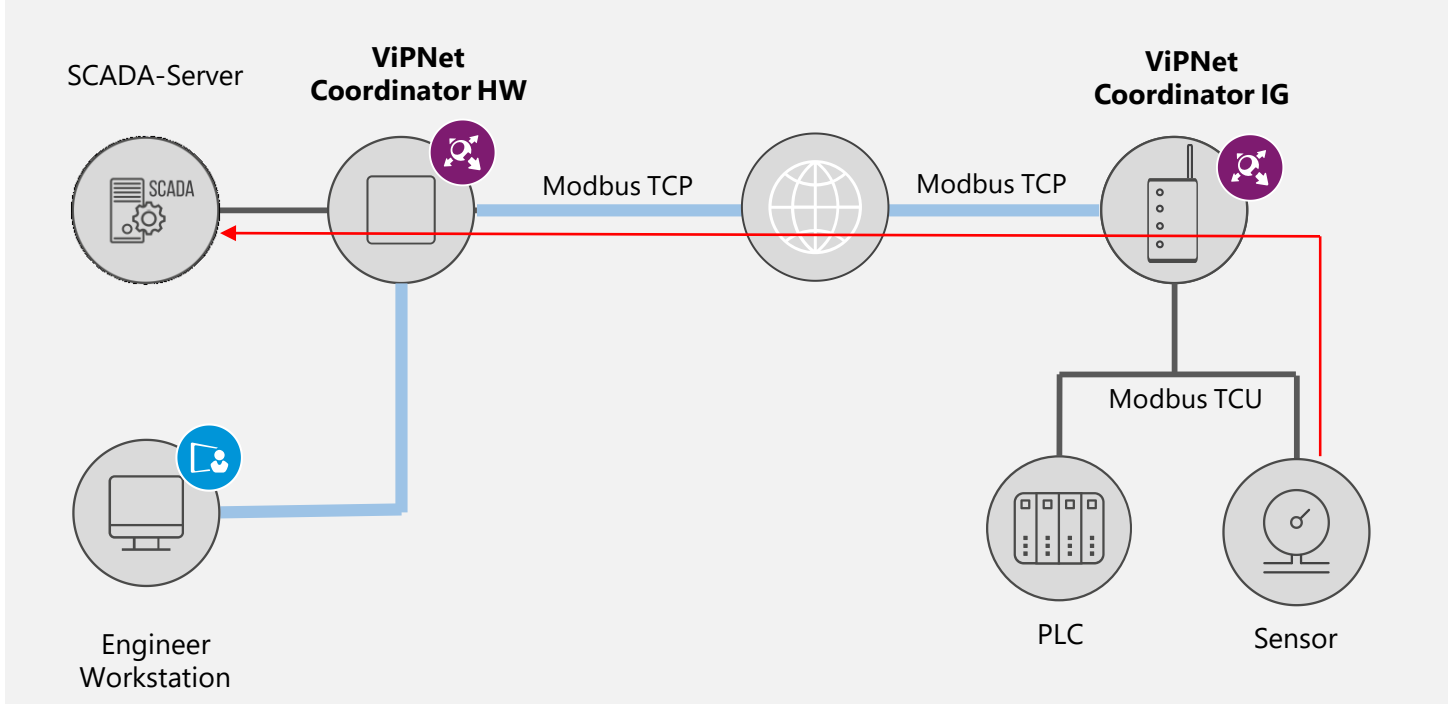 SCADA-Server
ViPNet
Coordinator HW
ViPNet
Coordinator IG
SCADA
Modbus TCP
Modbus TCP
Modbus TCU
Engineer
Workstation
PLC
Sensor